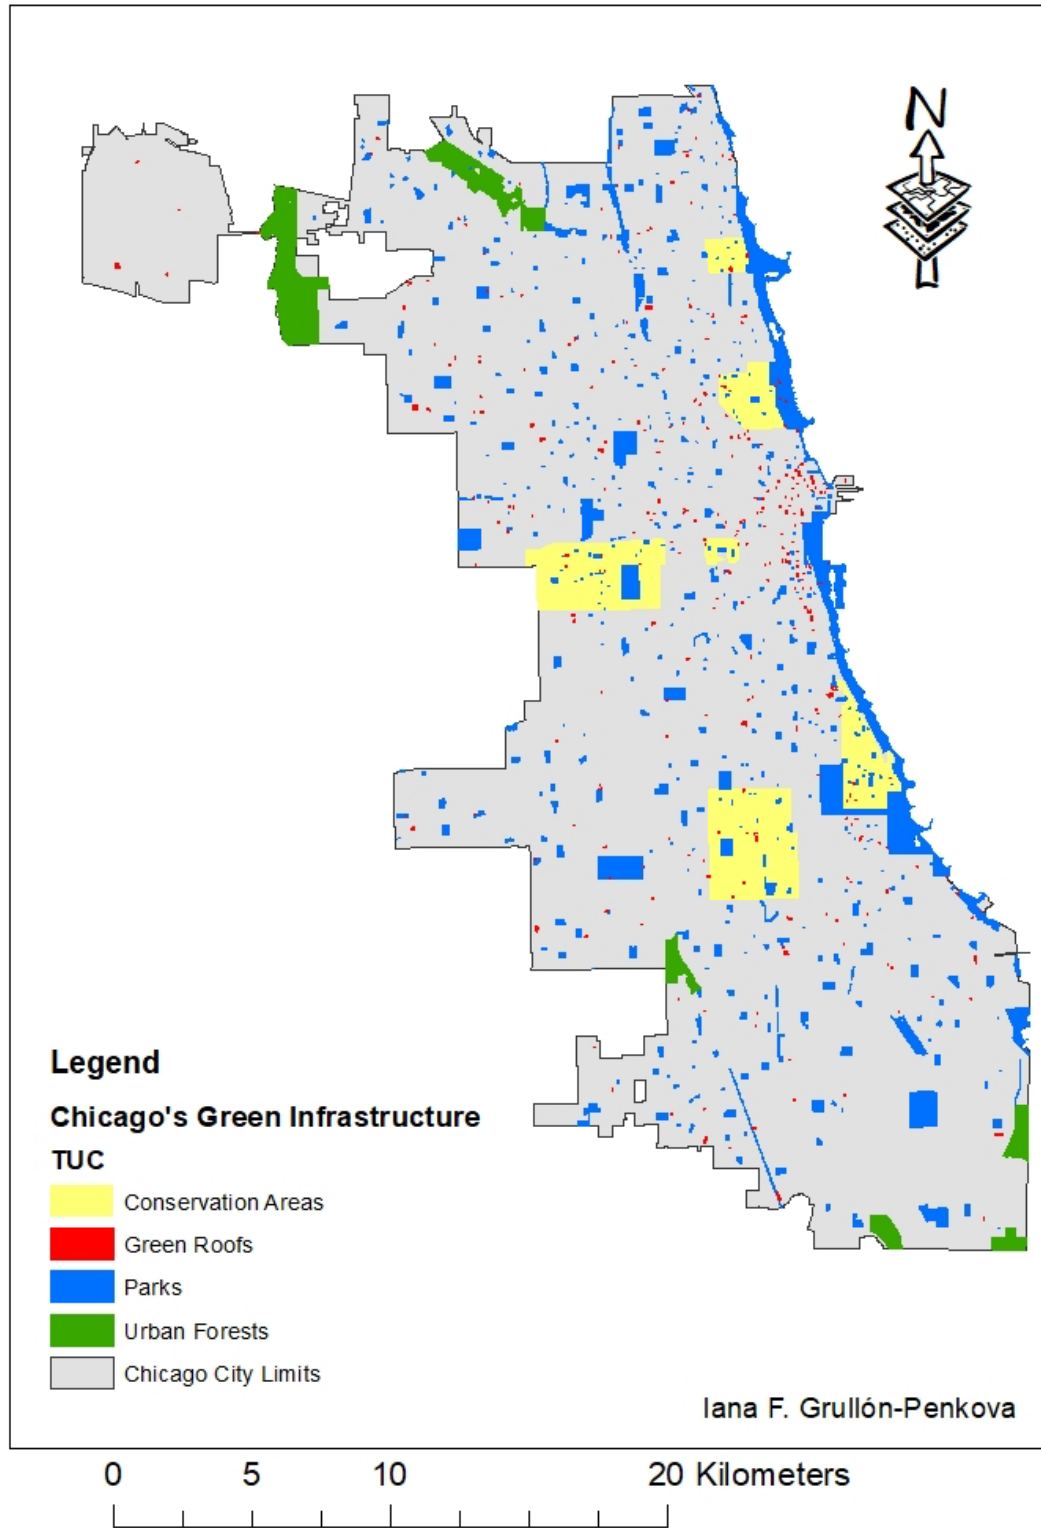 N
Legend
Chicago's Green Infrastructure
TUC
Conservation Areas
Green Roofs
Parks
Urban Forests
Chicago City Limits
Iana F. Grullón-Penkova
0 5 10 20 Kilometers